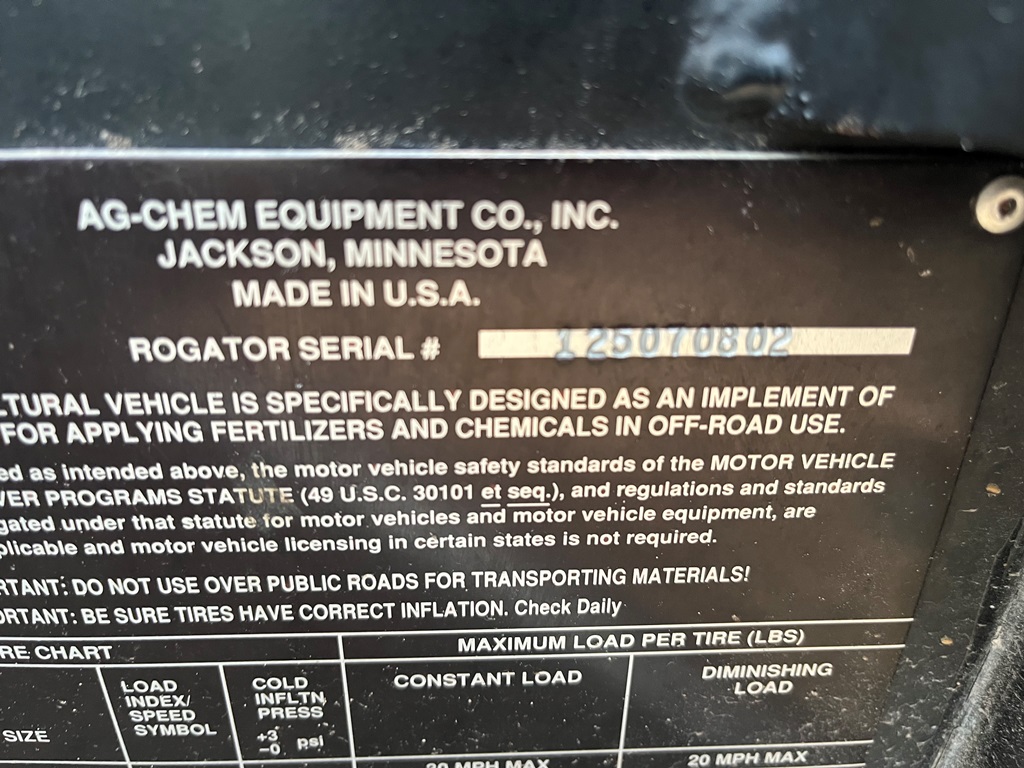 AG-CHEM EQUIPMENT CO., INC.
JACKSON, MINNESOTA
MADE IN U.S.A.
ROGATOR SERIAL # 125070802
LTURAL VEHICLE IS SPECIFICALLY DESIGNED AS AN IMPLEMENT OF
FOR APPLYING FERTILIZERS AND CHEMICALS IN OFF-ROAD USE.
ed as intended above, the motor vehicle safety standards of the MOTOR VEHICLE
VER PROGRAMS STATUTE (49 U.S.C. 30101 et seq.), and regulations and standards
gated under that statute for motor vehicles and motor vehicle equipment, are
plicable and motor vehicle licensing in certain states is not required.
RTANT: DO NOT USE OVER PUBLIC ROADS FOR TRANSPORTING MATERIALS!
ORTANT: BE SURE TIRES HAVE CORRECT INFLATION. Check Daily
RE CHART
MAXIMUM LOAD PER TIRE (LBS)
SIZE
LOAD
INDEX/
SPEED
SYMBOL
COLD
INFLTN
PRESS
+3
-0 psi
CONSTANT LOAD
DIMINISHING
LOAD
20 MPH MAX
20 MPH MAX